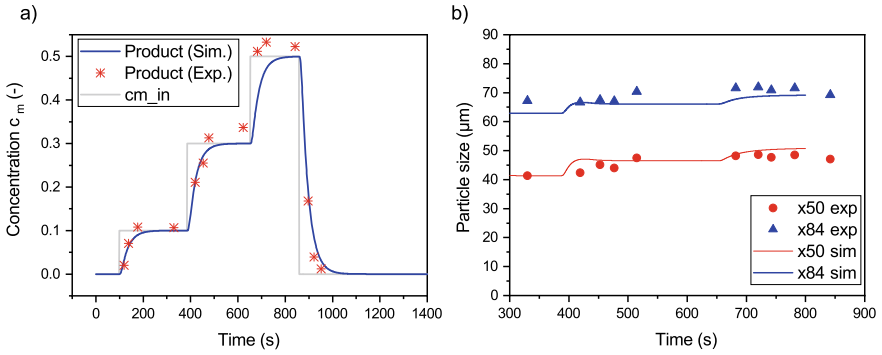 a)
Product (Sim.)
Product (Exp.)
cm_in
Concentration c_m (-)
0.5
0.4
0.3
0.2
0.1
0.0
0 200 400 600 800 1000 1200 1400
Time (s)
b)
Particle size (µm)
90
80
70
60
50
40
30
20
10
0
300 400 500 600 700 800 900
x50 exp
x84 exp
x50 sim
x84 sim
Time (s)